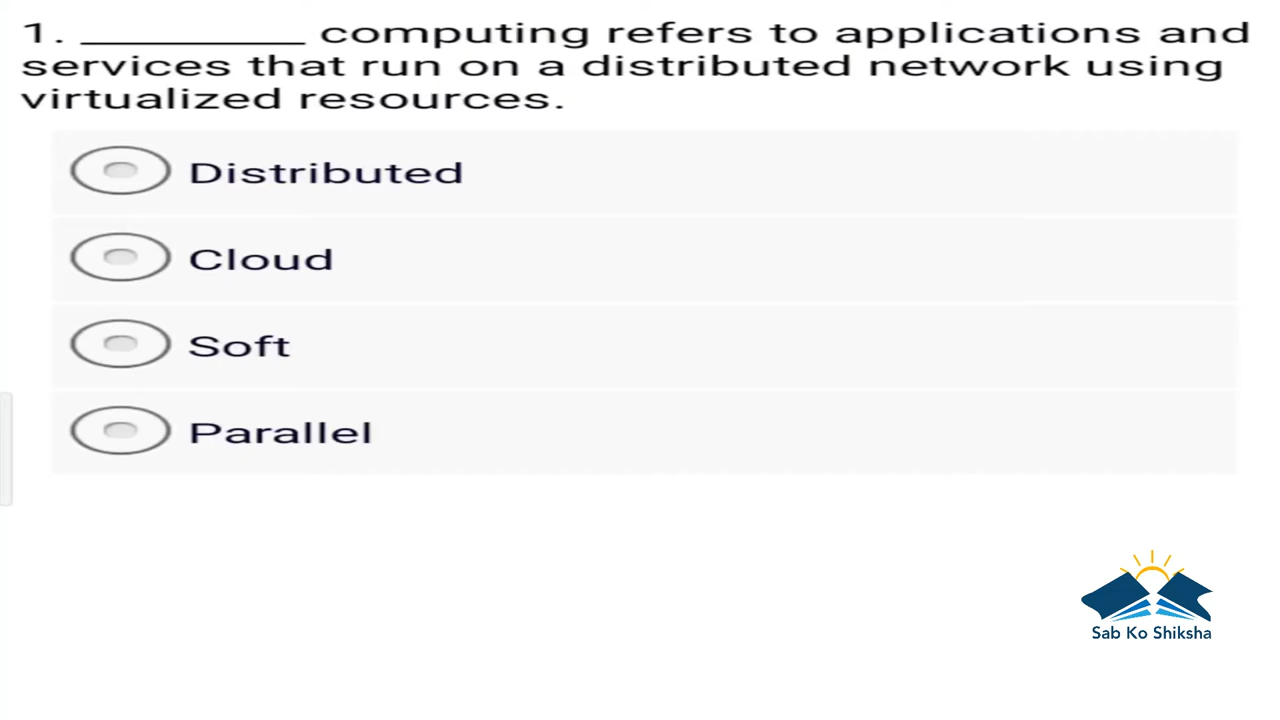 1. __________ computing refers to applications and
services that run on a distributed network using
virtualized resources.
Distributed
Cloud
Soft
Parallel
Sab Ko Shiksha